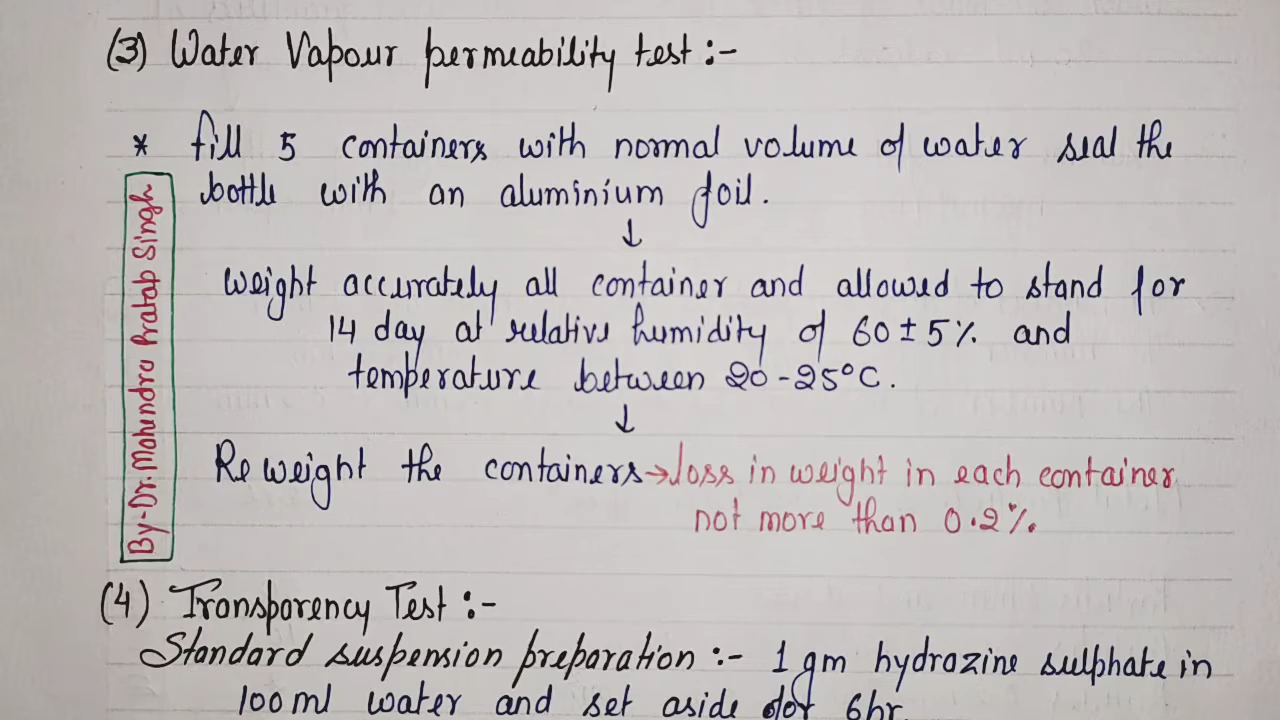 (3) Water Vapour permeability test :-
* fill 5 containers with normal volume of water seal the
bottle with an aluminium foil.
↓
weight accurately all container and allowed to stand for
14 day at relative humidity of 60 ± 5% and
temperature between 20-25°C.
↓
Re weight the containers → loss in weight in each container
not more than 0.2%.
By-Dr. Mahendra Pratap Singh
(4) Transparency Test :-
Standard suspension preparation :- 1 gm hydrazine sulphate in
100 ml water and set aside for 6hr.